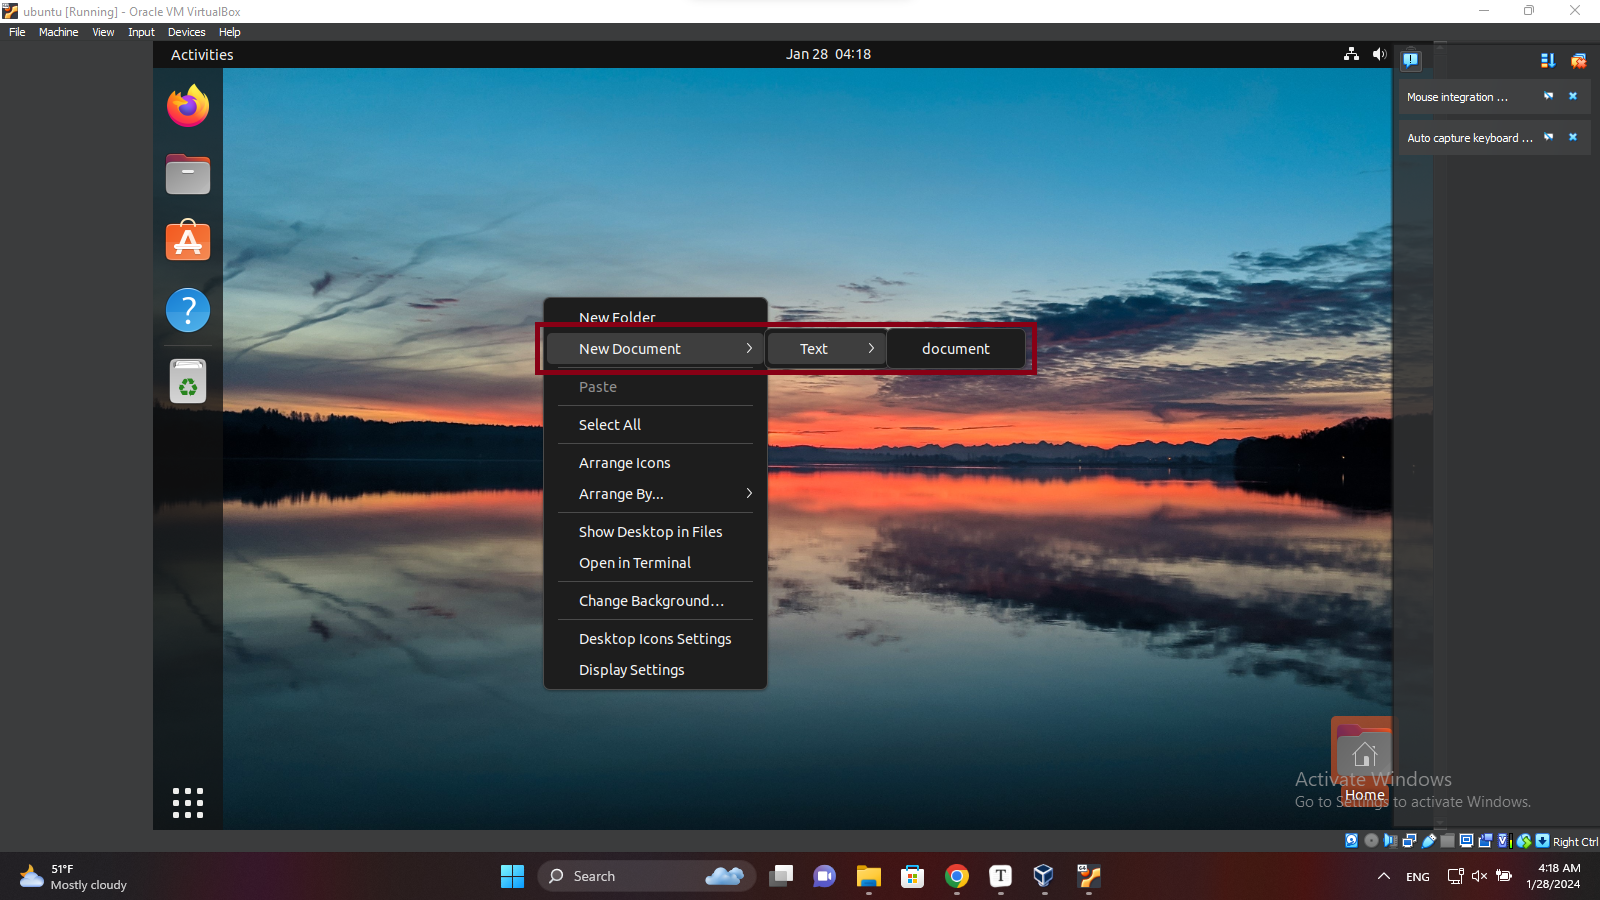 ubuntu [Running] - Oracle VM VirtualBox
File Machine View Input Devices Help
Activities
Jan 28 04:18
Mouse integration ...
Auto capture keyboard ...
New Folder
New Document
Text
document
Paste
Select All
Arrange Icons
Arrange By...
Show Desktop in Files
Open in Terminal
Change Background...
Desktop Icons Settings
Display Settings
Home
Activate Windows
Go to Settings to activate Windows.
Right Ctrl
51°F
Mostly cloudy
Search
ENG
4:18 AM
1/28/2024